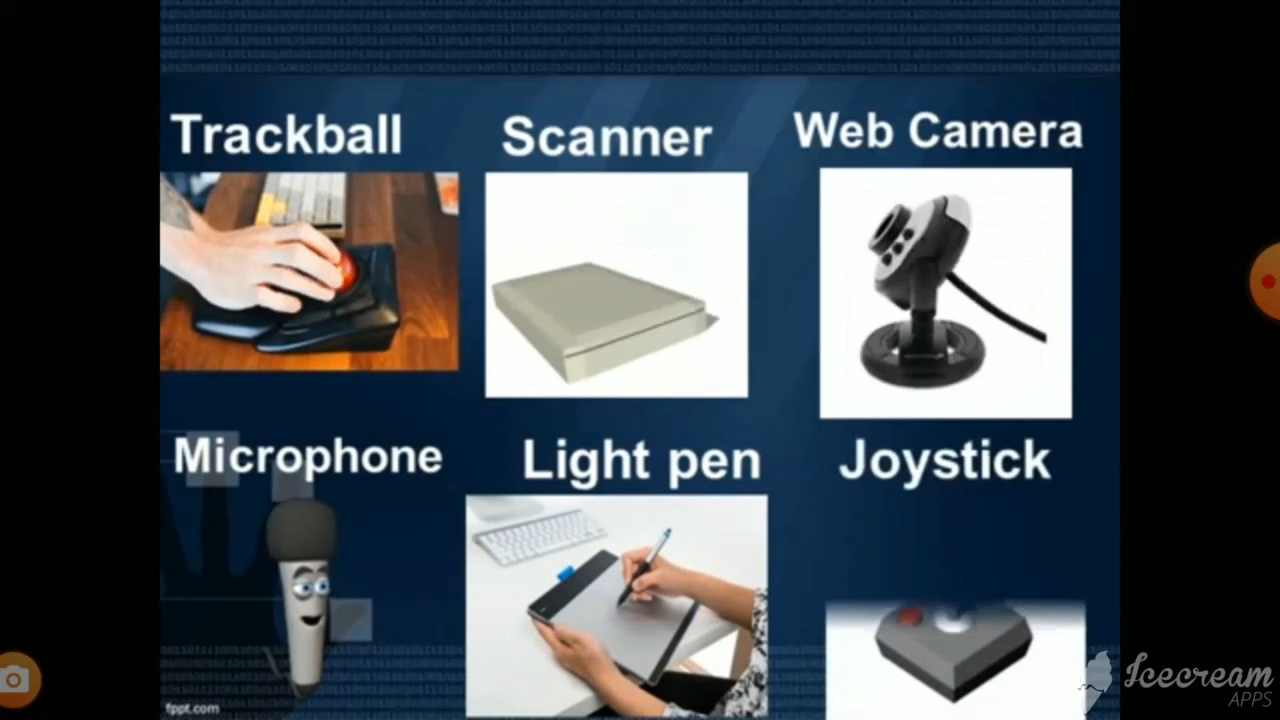 Trackball
Scanner
Web Camera
Microphone
Light pen
Joystick
fppt.com
Icecream
APPS